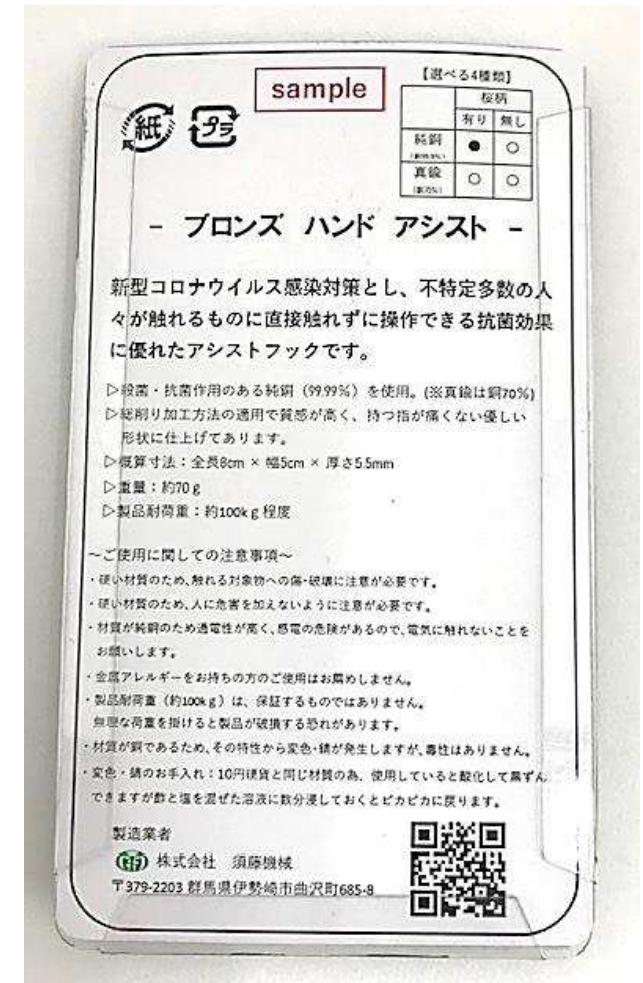 sample
【選べる4種類】
桜柄
有り 無し
純銅 ● ○
真鍮 ○ ○
(銅70%)
紙
プラ
- ブロンズ ハンド アシスト -
新型コロナウイルス感染対策とし、不特定多数の人
々が触れるものに直接触れずに操作できる抗菌効果
に優れたアシストフックです。
▷殺菌・抗菌作用のある純銅（99.99%）を使用。(※真鍮は銅70%)
▷総削り加工方法の適用で質感が高く、持つ指が痛くない優しい
形状に仕上げてあります。
▷概算寸法：全長8cm × 幅5cm × 厚さ5.5mm
▷重量：約70ｇ
▷製品耐荷重：約100kｇ程度
～ご使用に関しての注意事項～
・硬い材質のため、触れる対象物への傷・破壊に注意が必要です。
・硬い材質のため、人に危害を加えないように注意が必要です。
・材質が純銅のため通電性が高く、感電の危険があるので、電気に触れないことを
お願いします。
・金属アレルギーをお持ちの方のご使用はお薦めしません。
・製品耐荷重（約100kｇ）は、保証するものではありません。
無理な荷重を掛けると製品が破損する恐れがあります。
・材質が銅であるため、その特性から変色・錆が発生しますが、毒性はありません。
・変色・錆のお手入れ：10円硬貨と同じ材質の為、使用していると酸化して黒ずん
できますが酢と塩を混ぜた溶液に数分浸しておくとピカピカに戻ります。
製造業者
株式会社 須藤機械
〒379-2203 群馬県伊勢崎市曲沢町685-8